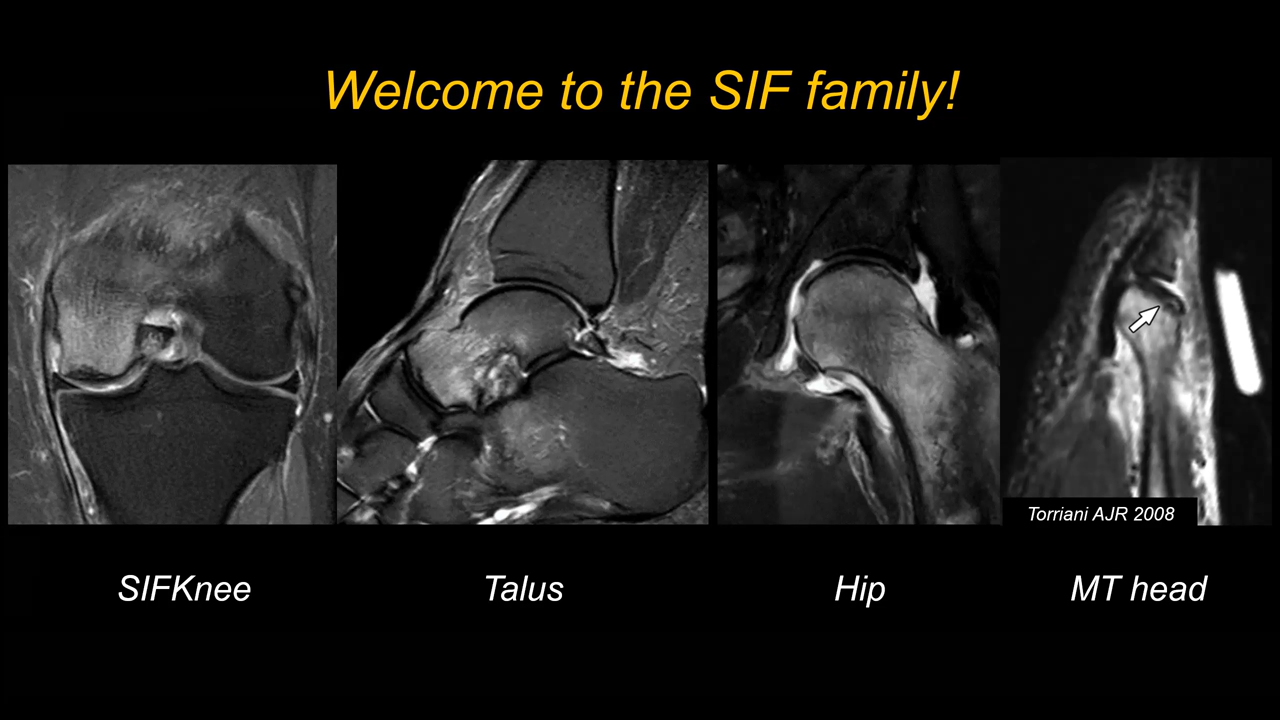 Welcome to the SIF family!
Torriani AJR 2008
SIFKnee
Talus
Hip
MT head